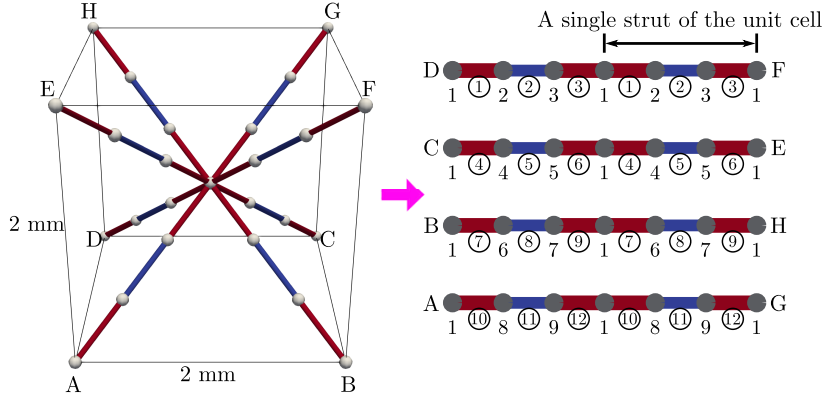 H
G
E
F
2 mm
D
C
A
2 mm
B
A single strut of the unit cell
D F
① ② ③ ① ② ③
1 2 3 1 2 3 1
C E
④ ⑤ ⑥ ④ ⑤ ⑥
1 4 5 1 4 5 1
B H
⑦ ⑧ ⑨ ⑦ ⑧ ⑨
1 6 7 1 6 7 1
A G
⑩ ⑪ ⑫ ⑩ ⑪ ⑫
1 8 9 1 8 9 1